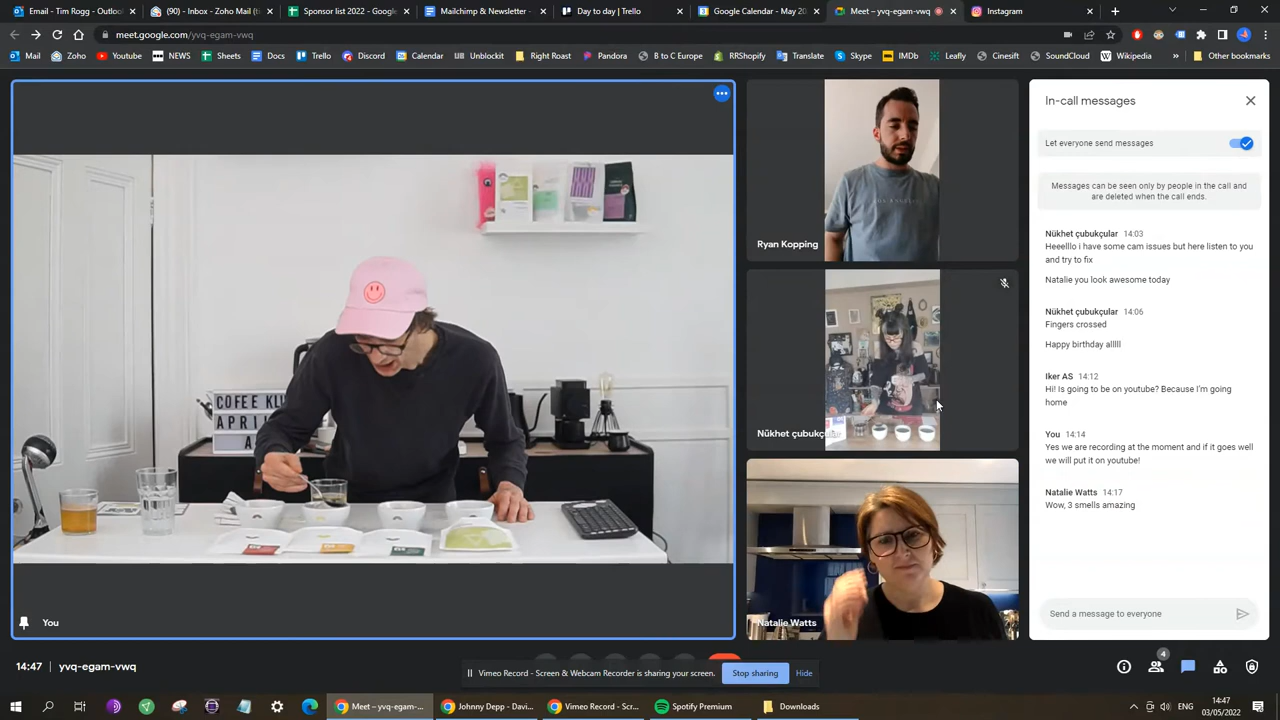 Email - Tim Rogg - Outloo
(90) - Inbox - Zoho Mail (t
Sponsor list 2022 - Googl
Mailchimp & Newsletter -
Day to day | Trello
Google Calendar - May 20
Meet – yvq-egam-vwq
Instagram
meet.google.com/yvq-egam-vwq
Mail
Zoho
YouTube
WA
Sheets
Docs
Trello
Discord
Calendar
Unblockit
Right Roast
Pandora
B to C Europe
RRShopify
Translate
Skype
IMDb
Leafly
Cinesift
SoundCloud
Wikipedia
Other bookmarks
In-call messages
Let everyone send messages
Messages can be seen only by people in the call and
are deleted when the call ends.
Nükhet çubukçular 14:03
Heeelllo i have some cam issues but here listen to you
and try to fix
Natalie you look awesome today
Nükhet çubukçular 14:06
Fingers crossed
Happy birthday alllll
Iker AS 14:12
Hi! Is going to be on youtube? Because I'm going
home
You 14:14
Yes we are recording at the moment and if it goes well
we will put it on youtube!
Natalie Watts 14:17
Wow, 3 smells amazing
Send a message to everyone
Ryan Kopping
Nükhet çubukçular
Natalie Watts
COFEE KLU
APRIL
You
14:47 | yvq-egam-vwq
Vimeo Record - Screen & Webcam Recorder is sharing your screen.
Stop sharing
Hide
4
Meet – yvq-egam-...
Johnny Depp - Davi...
Vimeo Record - Scr...
Spotify Premium
Downloads
14:47
03/05/2022